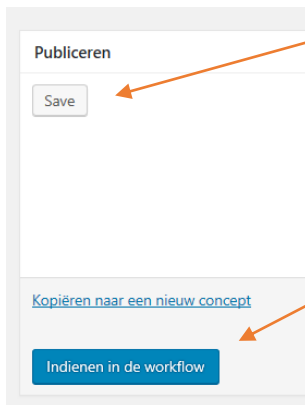 Publiceren
Save
Kopiëren naar een nieuw concept
Indienen in de workflow